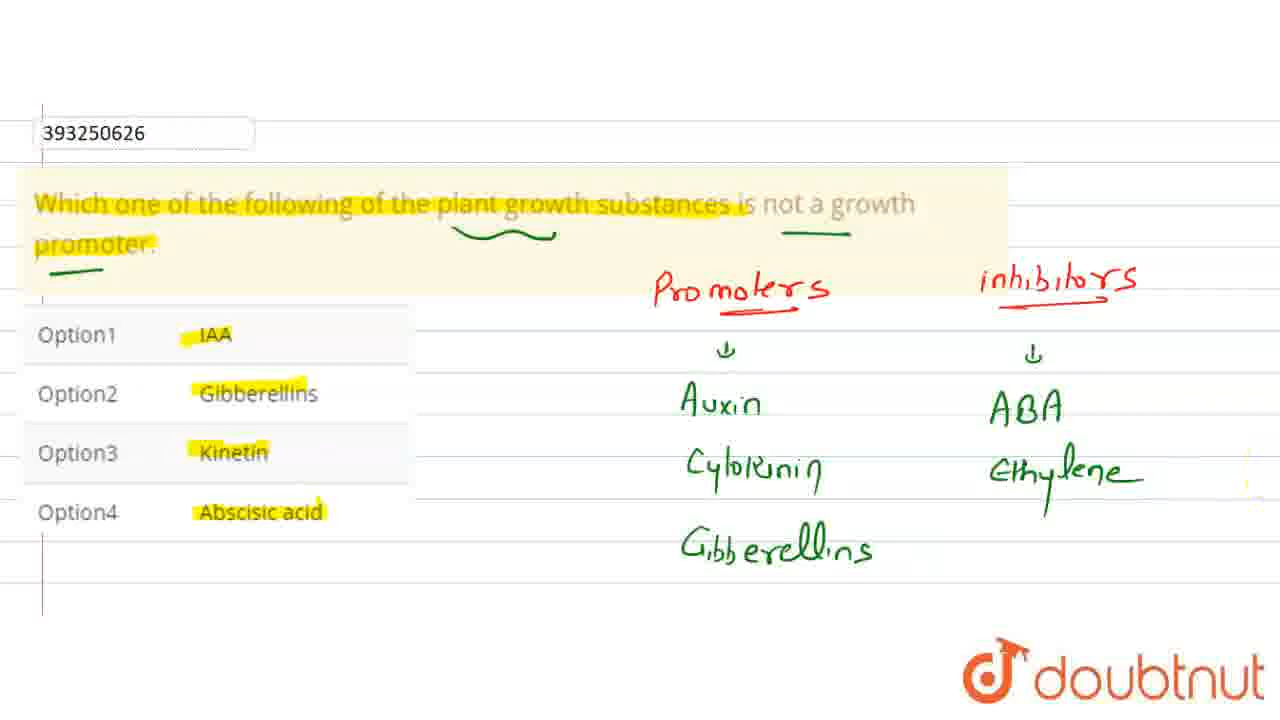 393250626
Which one of the following of the plant growth substances is not a growth
promoter.
Option1 IAA
Option2 Gibberellins
Option3 Kinetin
Option4 Abscisic acid
Promoters
Auxin
Cytokinin
Gibberellins
inhibitors
ABA
Ethylene
doubtnut